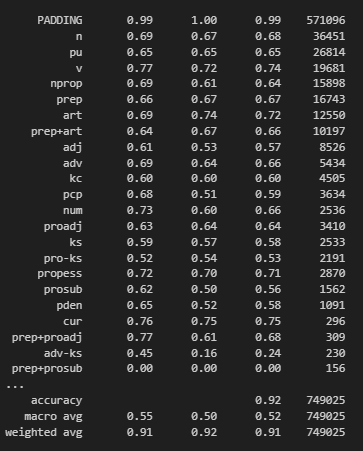 PADDING 0.99 1.00 0.99 571096
n 0.69 0.67 0.68 36451
pu 0.65 0.65 0.65 26814
v 0.77 0.72 0.74 19681
nprop 0.69 0.61 0.64 15898
prep 0.66 0.67 0.67 16743
art 0.69 0.74 0.72 12550
prep+art 0.64 0.67 0.66 10197
adj 0.61 0.53 0.57 8526
adv 0.69 0.64 0.66 5434
kc 0.60 0.60 0.60 4505
pcp 0.68 0.51 0.59 3634
num 0.73 0.60 0.66 2536
proadj 0.63 0.64 0.64 3410
ks 0.59 0.57 0.58 2533
pro-ks 0.52 0.54 0.53 2191
propess 0.72 0.70 0.71 2870
prosub 0.62 0.50 0.56 1562
pden 0.65 0.52 0.58 1091
cur 0.76 0.75 0.75 296
prep+proadj 0.77 0.61 0.68 309
adv-ks 0.45 0.16 0.24 230
prep+prosub 0.00 0.00 0.00 156
...
accuracy 0.92 749025
macro avg 0.55 0.50 0.52 749025
weighted avg 0.91 0.92 0.91 749025